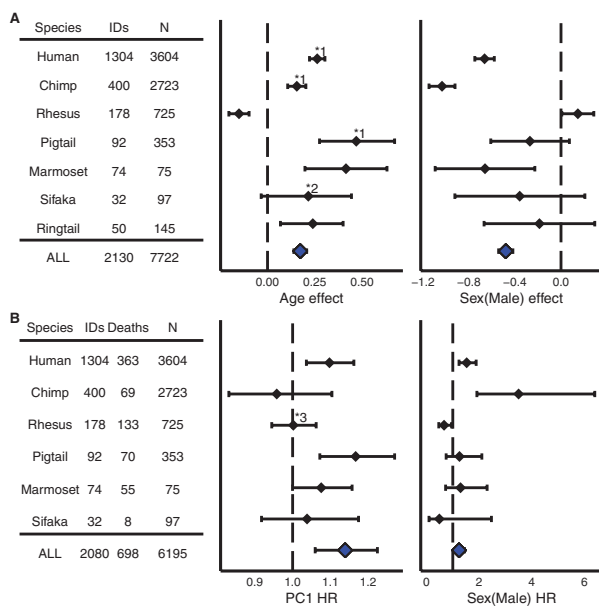 A
Species IDs N
Human 1304 3604 *1
Chimp 400 2723 *1
Rhesus 178 725
Pigtail 92 353 *1
Marmoset 74 75
Sifaka 32 97 *2
Ringtail 50 145
ALL 2130 7722
0.00 0.25 0.50 −1.2 −0.6 0.0
Age effect Sex(Male) effect
B
Species IDs Deaths N
Human 1304 363 3604
Chimp 400 69 2723
Rhesus 178 133 725 *3
Pigtail 92 70 353
Marmoset 74 55 75
Sifaka 32 8 97
ALL 2080 698 6195
0.9 1.0 1.1 1.2 0 2 4 6
PC1 HR Sex(Male) HR